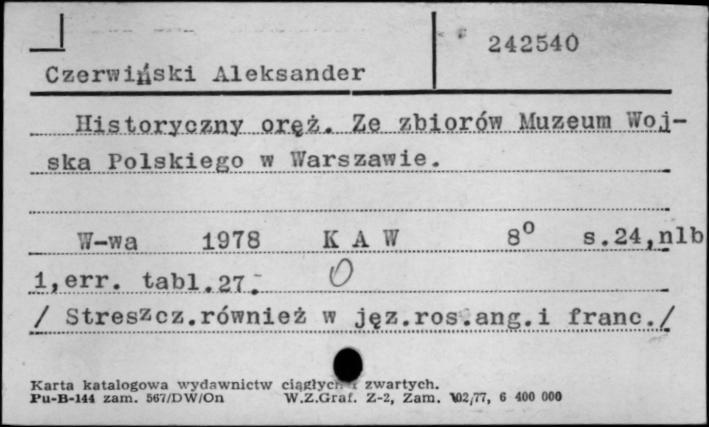 242540
Czerwiński Aleksander
Historyczny oręż. Ze zbiorów Muzeum Woj-
ska Polskiego w Warszawie.
W-wa 1978 K A W 8° s.24,nlb
1,err. tabl.27.
/ Streszcz.również w jęz.ros.ang.i franc./
Karta katalogowa wydawnictw ciągłych i zwartych.
Pu-B-144 zam. 567/DW/On W.Z.Graf. Z-2, Zam. 102/77, 6 400 000